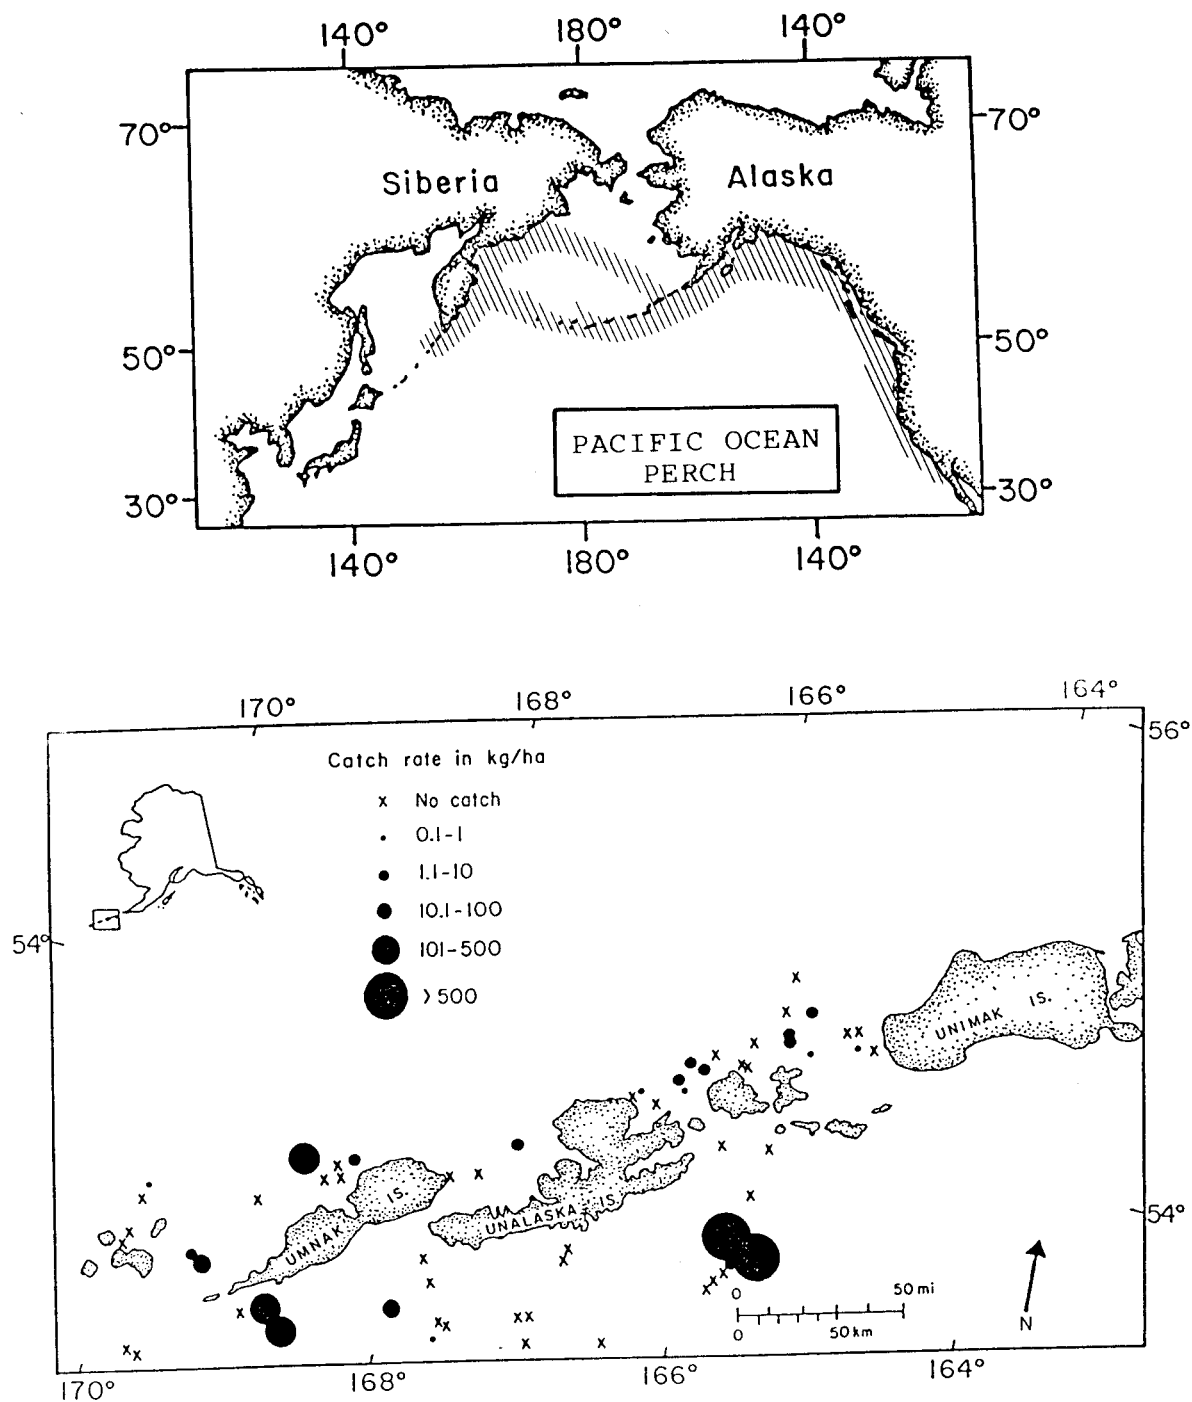 140° 180° 140°
70° 70°
Siberia Alaska
50° 50°
PACIFIC OCEAN
PERCH
30° 30°
140° 180° 140°
170° 168° 166° 164°
56°
Catch rate in kg/ha
x No catch
0.1-1
1.1-10
10.1-100
54°
101-500
>500
UNIMAK IS.
UMNAK IS.
UNALASKA IS.
54°
0 50 mi
0 50 km
N
170° 168° 166° 164°